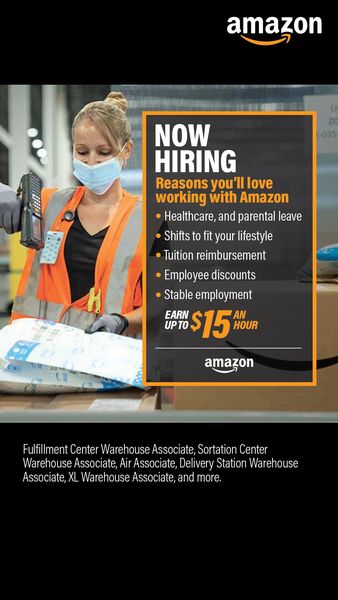 amazon
NOW
HIRING
Reasons you'll love
working with Amazon
• Healthcare, and parental leave
• Shifts to fit your lifestyle
• Tuition reimbursement
• Employee discounts
• Stable employment
EARN UP TO $15 AN HOUR
amazon
Fulfillment Center Warehouse Associate, Sortation Center
Warehouse Associate, Air Associate, Delivery Station Warehouse
Associate, XL Warehouse Associate, and more.